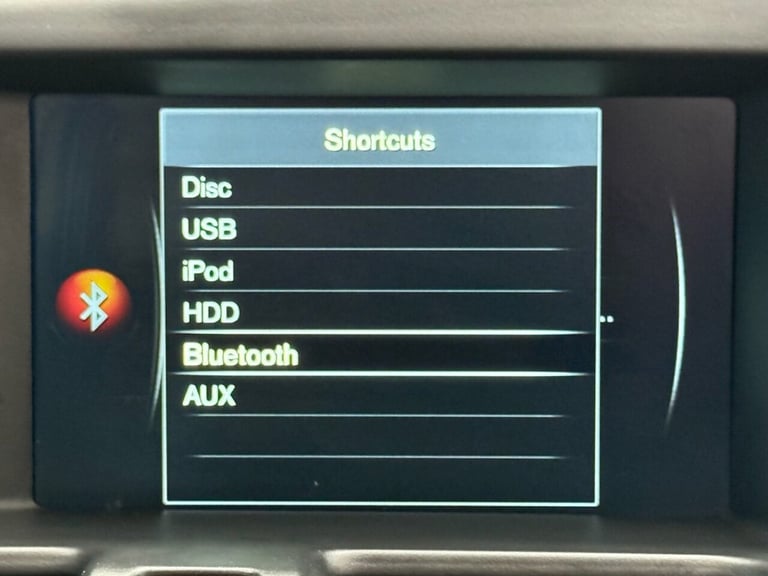 Shortcuts
Disc
USB
iPod
HDD
..
Bluetooth
AUX